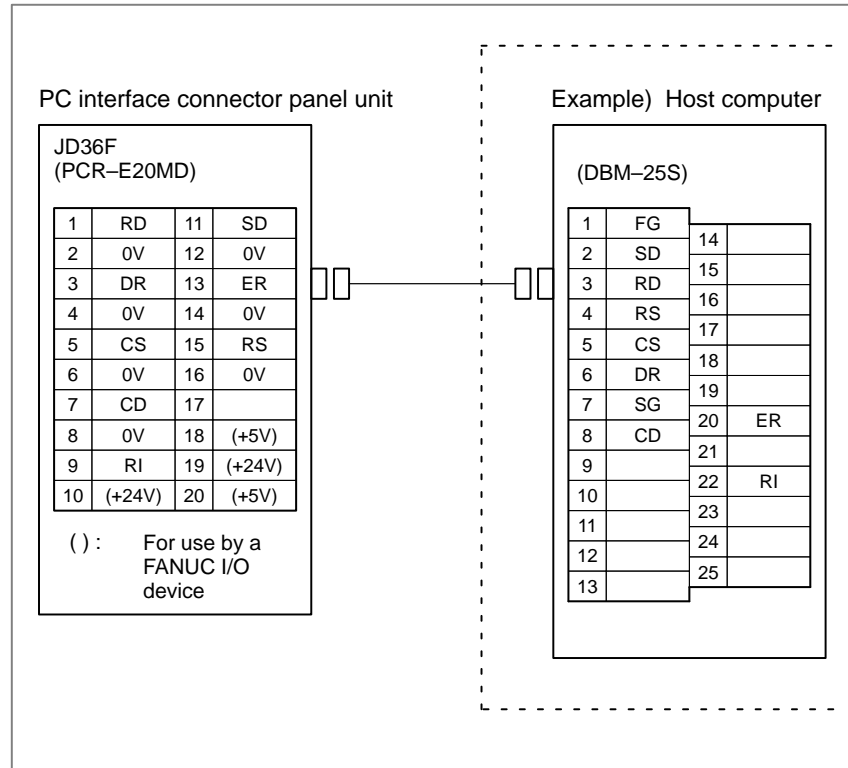 PC interface connector panel unit
JD36F
(PCR–E20MD)
1 RD 11 SD
2 0V 12 0V
3 DR 13 ER
4 0V 14 0V
5 CS 15 RS
6 0V 16 0V
7 CD 17
8 0V 18 (+5V)
9 RI 19 (+24V)
10 (+24V) 20 (+5V)
( ) : For use by a
FANUC I/O
device
Example) Host computer
(DBM–25S)
1 FG
2 SD
3 RD
4 RS
5 CS
6 DR
7 SG
8 CD
9
10
11
12
13
14
15
16
17
18
19
20 ER
21
22 RI
23
24
25